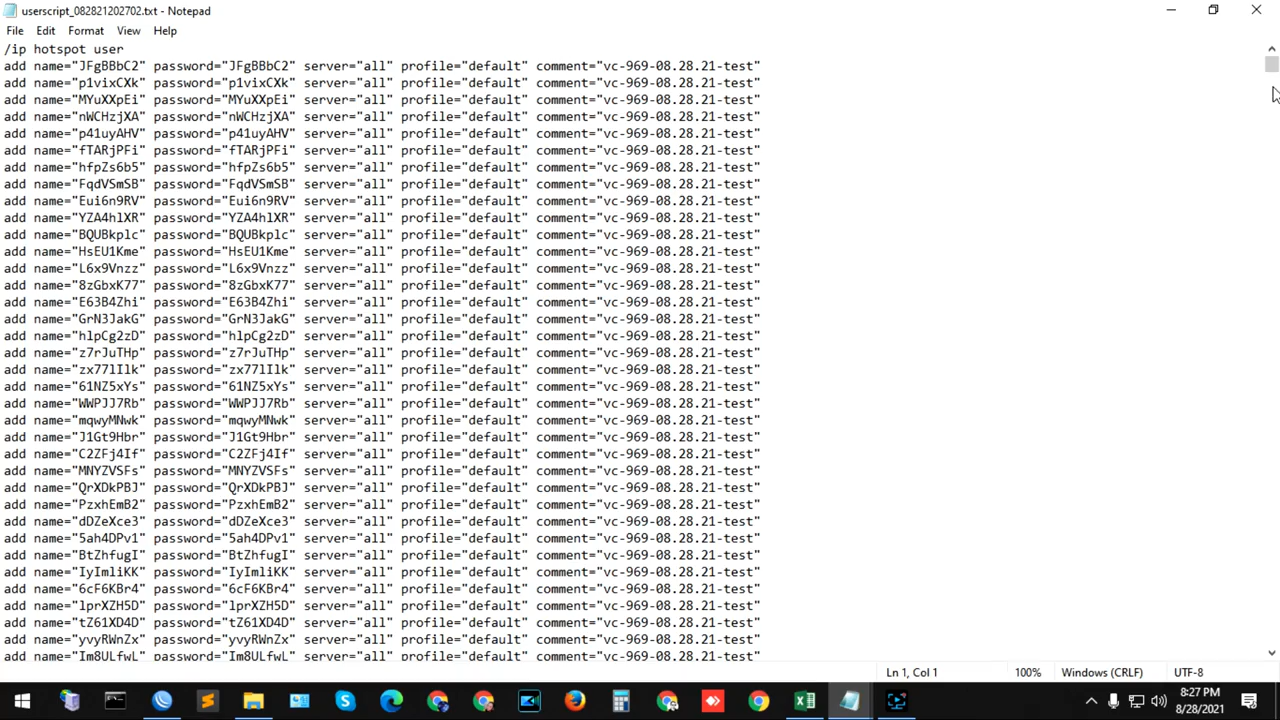 userscript_082821202702.txt - Notepad
File Edit Format View Help
/ip hotspot user
add name="JFgBBbC2" password="JFgBBbC2" server="all" profile="default" comment="vc-969-08.28.21-test"
add name="p1vixCXk" password="p1vixCXk" server="all" profile="default" comment="vc-969-08.28.21-test"
add name="MYuXXpEi" password="MYuXXpEi" server="all" profile="default" comment="vc-969-08.28.21-test"
add name="nWCHzjXA" password="nWCHzjXA" server="all" profile="default" comment="vc-969-08.28.21-test"
add name="p41uyAHV" password="p41uyAHV" server="all" profile="default" comment="vc-969-08.28.21-test"
add name="fTARjPFi" password="fTARjPFi" server="all" profile="default" comment="vc-969-08.28.21-test"
add name="hfpZs6b5" password="hfpZs6b5" server="all" profile="default" comment="vc-969-08.28.21-test"
add name="FqdVSmSB" password="FqdVSmSB" server="all" profile="default" comment="vc-969-08.28.21-test"
add name="Eui6n9RV" password="Eui6n9RV" server="all" profile="default" comment="vc-969-08.28.21-test"
add name="YZA4hlXR" password="YZA4hlXR" server="all" profile="default" comment="vc-969-08.28.21-test"
add name="BQUBkplc" password="BQUBkplc" server="all" profile="default" comment="vc-969-08.28.21-test"
add name="HsEU1Kme" password="HsEU1Kme" server="all" profile="default" comment="vc-969-08.28.21-test"
add name="L6x9Vnzz" password="L6x9Vnzz" server="all" profile="default" comment="vc-969-08.28.21-test"
add name="8zGbxK77" password="8zGbxK77" server="all" profile="default" comment="vc-969-08.28.21-test"
add name="E63B4Zhi" password="E63B4Zhi" server="all" profile="default" comment="vc-969-08.28.21-test"
add name="GrN3JakG" password="GrN3JakG" server="all" profile="default" comment="vc-969-08.28.21-test"
add name="hlpCg2zD" password="hlpCg2zD" server="all" profile="default" comment="vc-969-08.28.21-test"
add name="z7rJuTHp" password="z7rJuTHp" server="all" profile="default" comment="vc-969-08.28.21-test"
add name="zx77lIlk" password="zx77lIlk" server="all" profile="default" comment="vc-969-08.28.21-test"
add name="61NZ5xYs" password="61NZ5xYs" server="all" profile="default" comment="vc-969-08.28.21-test"
add name="WWPJJ7Rb" password="WWPJJ7Rb" server="all" profile="default" comment="vc-969-08.28.21-test"
add name="mqwyMNwk" password="mqwyMNwk" server="all" profile="default" comment="vc-969-08.28.21-test"
add name="J1Gt9Hbr" password="J1Gt9Hbr" server="all" profile="default" comment="vc-969-08.28.21-test"
add name="C2ZFj4If" password="C2ZFj4If" server="all" profile="default" comment="vc-969-08.28.21-test"
add name="MNYZVSFs" password="MNYZVSFs" server="all" profile="default" comment="vc-969-08.28.21-test"
add name="QrXDkPBJ" password="QrXDkPBJ" server="all" profile="default" comment="vc-969-08.28.21-test"
add name="PzxhEmB2" password="PzxhEmB2" server="all" profile="default" comment="vc-969-08.28.21-test"
add name="dDZeXce3" password="dDZeXce3" server="all" profile="default" comment="vc-969-08.28.21-test"
add name="5ah4DPv1" password="5ah4DPv1" server="all" profile="default" comment="vc-969-08.28.21-test"
add name="BtZhfugI" password="BtZhfugI" server="all" profile="default" comment="vc-969-08.28.21-test"
add name="IyImliKK" password="IyImliKK" server="all" profile="default" comment="vc-969-08.28.21-test"
add name="6cF6KBr4" password="6cF6KBr4" server="all" profile="default" comment="vc-969-08.28.21-test"
add name="lprXZH5D" password="lprXZH5D" server="all" profile="default" comment="vc-969-08.28.21-test"
add name="tZ61XD4D" password="tZ61XD4D" server="all" profile="default" comment="vc-969-08.28.21-test"
add name="yvyRWnZx" password="yvyRWnZx" server="all" profile="default" comment="vc-969-08.28.21-test"
add name="Im8ULfwL" password="Im8ULfwL" server="all" profile="default" comment="vc-969-08.28.21-test"
Ln 1, Col 1 100% Windows (CRLF) UTF-8
8:27 PM
8/28/2021